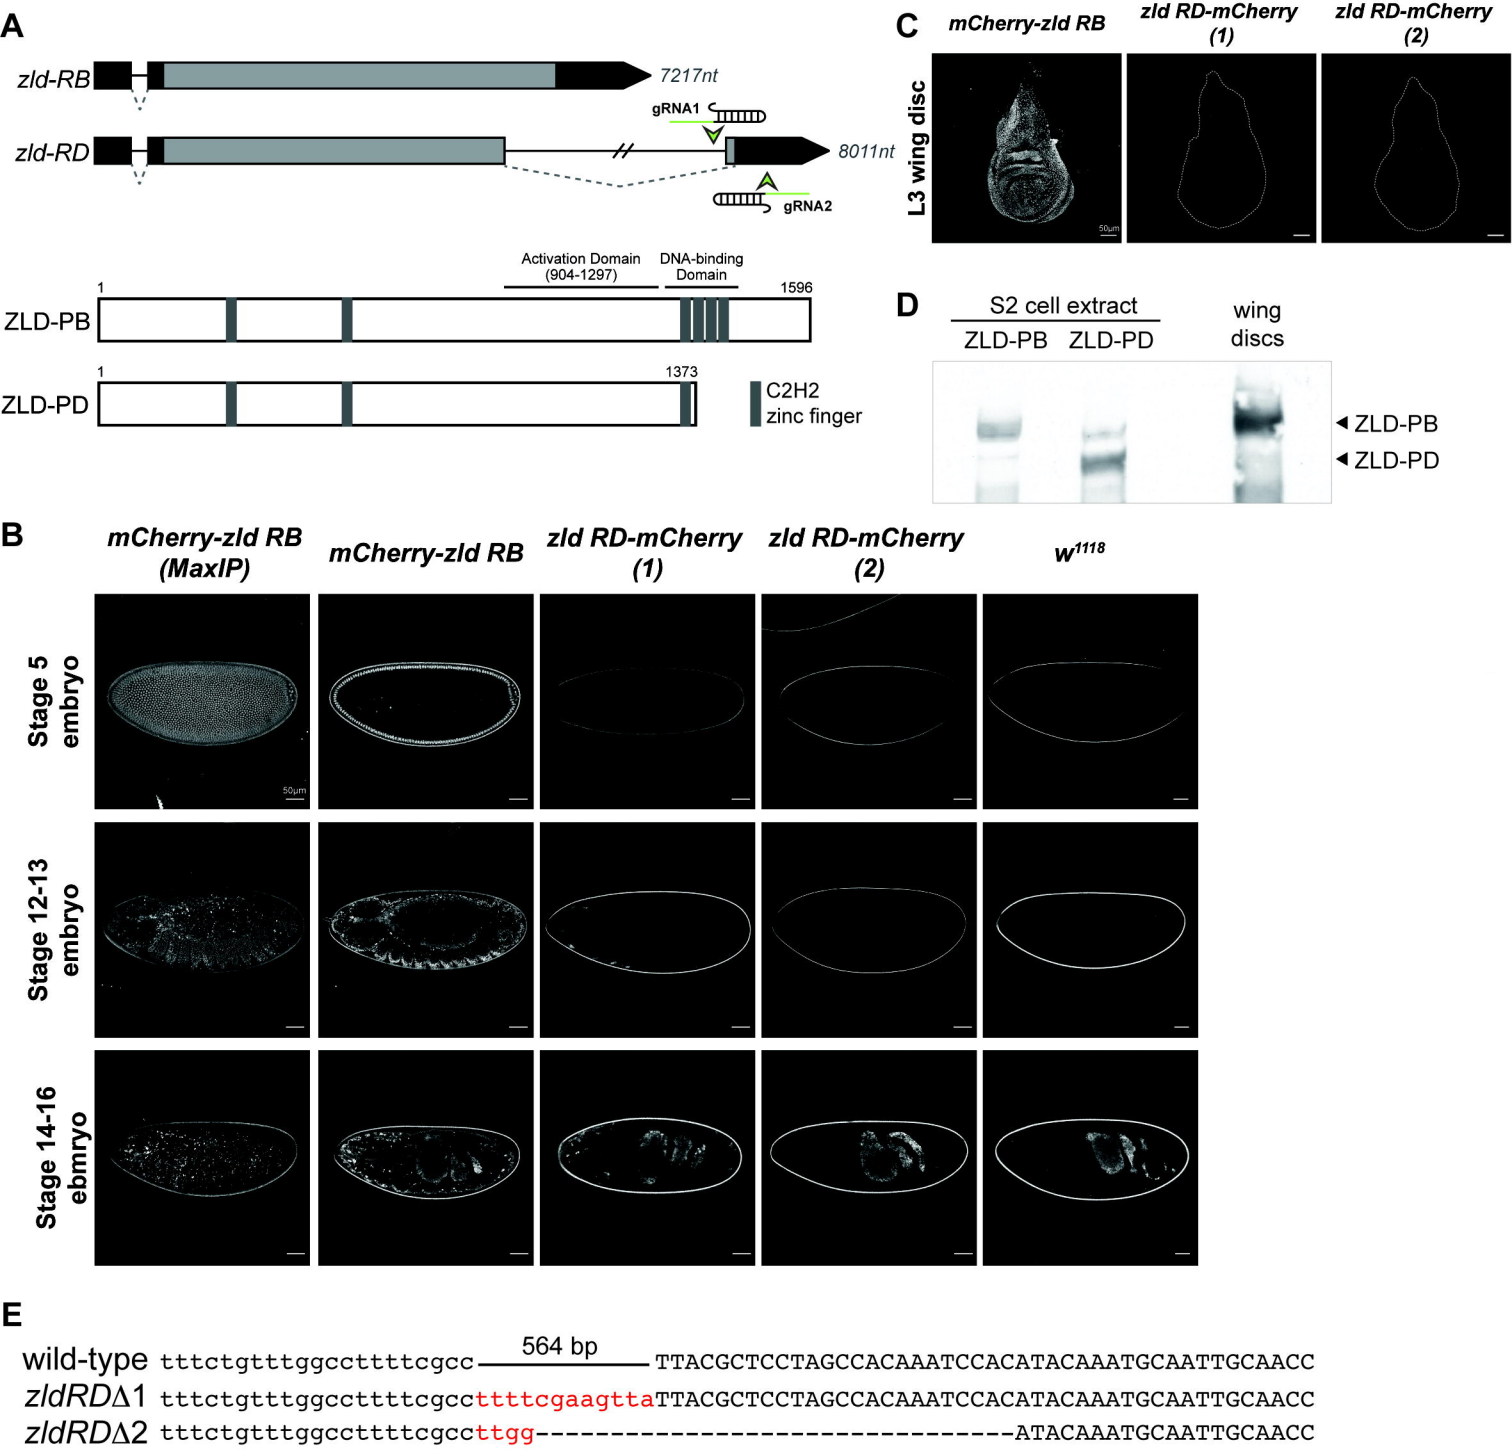 A
zld-RB
7217nt
gRNA1
zld-RD
8011nt
gRNA2
Activation Domain
(904-1297)
DNA-binding
Domain
1
1596
ZLD-PB
1
1373
ZLD-PD
C2H2
zinc finger
C
mCherry-zld RB
zld RD-mCherry
(1)
zld RD-mCherry
(2)
L3 wing disc
50µm
D
S2 cell extract
wing
discs
ZLD-PB
ZLD-PD
ZLD-PB
ZLD-PD
B
mCherry-zld RB
(MaxIP)
mCherry-zld RB
zld RD-mCherry
(1)
zld RD-mCherry
(2)
w1118
Stage 5
embryo
50µm
Stage 12-13
embryo
Stage 14-16
ebmryo
E
564 bp
wild-type tttctgtttggccttttcgcc TTACGCTCCTAGCCACAAATCCACATACAAATGCAATTGCAACC
zldRDΔ1 tttctgtttggccttttcgccttttcgaagttaTTACGCTCCTAGCCACAAATCCACATACAAATGCAATTGCAACC
zldRDΔ2 tttctgtttggccttttcgccttgg---------------------------------ATACAAATGCAATTGCAACC